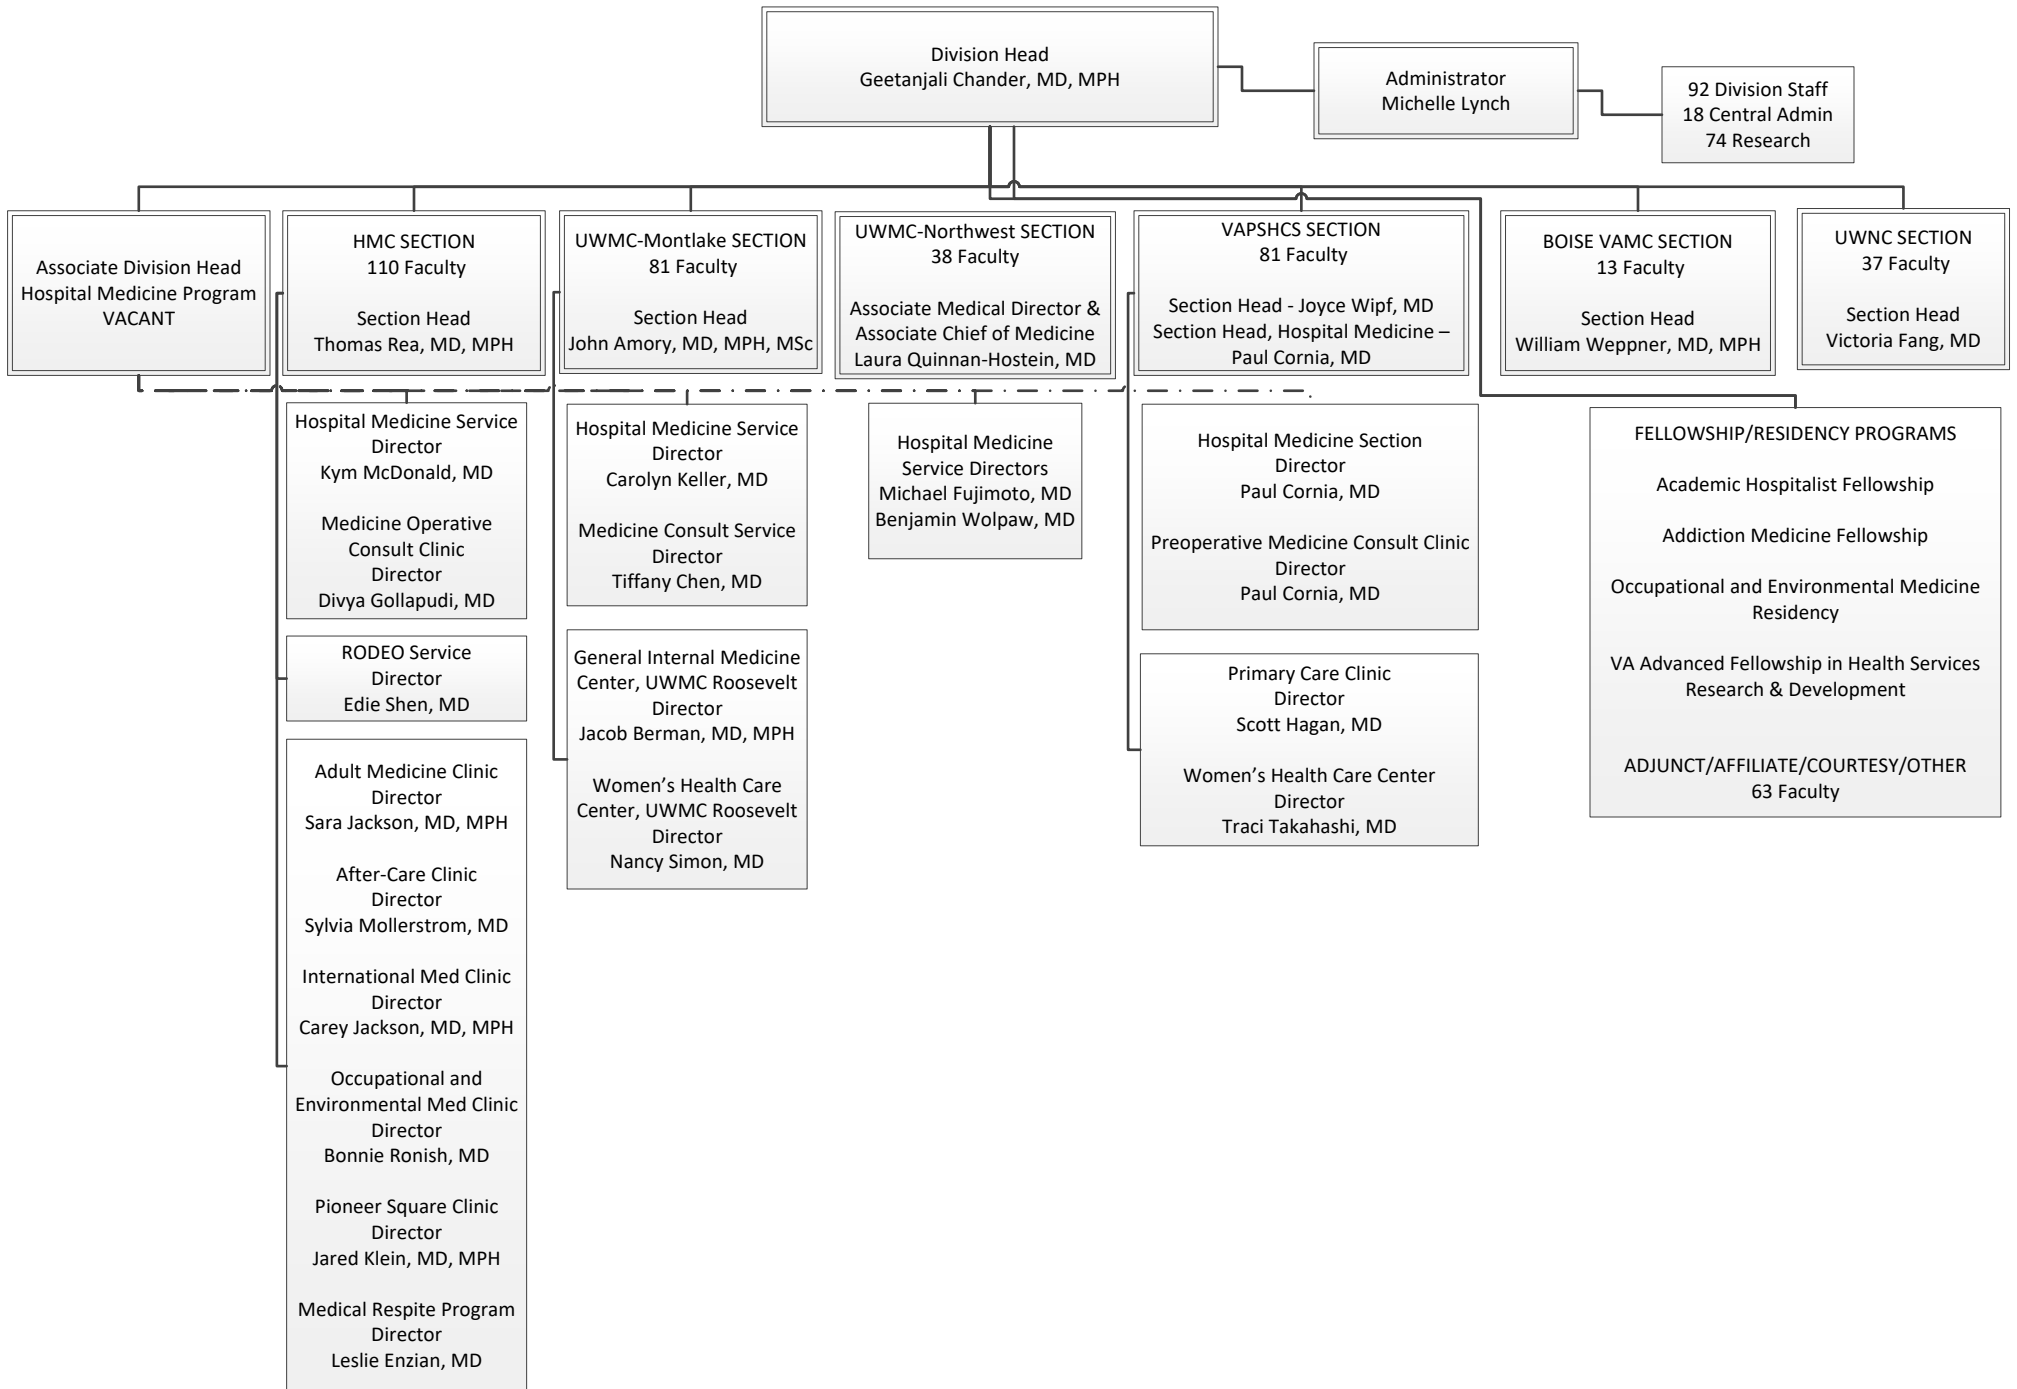 Division Head
Geetanjali Chander, MD, MPH
Administrator
Michelle Lynch
92 Division Staff
18 Central Admin
74 Research
Associate Division Head
Hospital Medicine Program
VACANT
HMC SECTION
110 Faculty
Section Head
Thomas Rea, MD, MPH
UWMC-Montlake SECTION
81 Faculty
Section Head
John Amory, MD, MPH, MSc
UWMC-Northwest SECTION
38 Faculty
Associate Medical Director &
Associate Chief of Medicine
Laura Quinnan-Hostein, MD
VAPSHCS SECTION
81 Faculty
Section Head - Joyce Wipf, MD
Section Head, Hospital Medicine –
Paul Cornia, MD
BOISE VAMC SECTION
13 Faculty
Section Head
William Weppner, MD, MPH
UWNC SECTION
37 Faculty
Section Head
Victoria Fang, MD
Hospital Medicine Service
Director
Kym McDonald, MD
Medicine Operative
Consult Clinic
Director
Divya Gollapudi, MD
RODEO Service
Director
Edie Shen, MD
Adult Medicine Clinic
Director
Sara Jackson, MD, MPH
After-Care Clinic
Director
Sylvia Mollerstrom, MD
International Med Clinic
Director
Carey Jackson, MD, MPH
Occupational and
Environmental Med Clinic
Director
Bonnie Ronish, MD
Pioneer Square Clinic
Director
Jared Klein, MD, MPH
Medical Respite Program
Director
Leslie Enzian, MD
Hospital Medicine Service
Director
Carolyn Keller, MD
Medicine Consult Service
Director
Tiffany Chen, MD
General Internal Medicine
Center, UWMC Roosevelt
Director
Jacob Berman, MD, MPH
Women’s Health Care
Center, UWMC Roosevelt
Director
Nancy Simon, MD
Hospital Medicine
Service Directors
Michael Fujimoto, MD
Benjamin Wolpaw, MD
Hospital Medicine Section
Director
Paul Cornia, MD
Preoperative Medicine Consult Clinic
Director
Paul Cornia, MD
Primary Care Clinic
Director
Scott Hagan, MD
Women’s Health Care Center
Director
Traci Takahashi, MD
FELLOWSHIP/RESIDENCY PROGRAMS
Academic Hospitalist Fellowship
Addiction Medicine Fellowship
Occupational and Environmental Medicine
Residency
VA Advanced Fellowship in Health Services
Research & Development
ADJUNCT/AFFILIATE/COURTESY/OTHER
63 Faculty